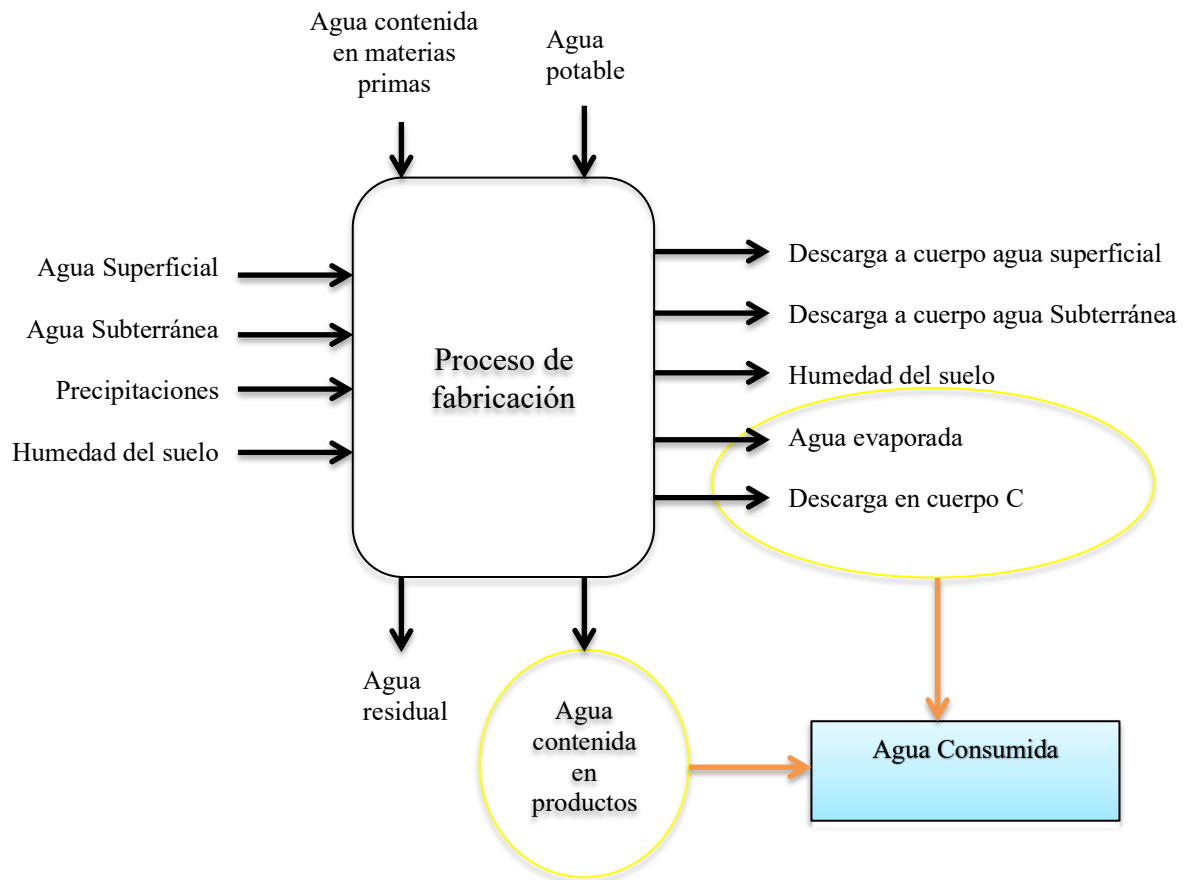 Agua contenida
en materias
primas
Agua
potable
Agua Superficial
Agua Subterránea
Precipitaciones
Humedad del suelo
Proceso de
fabricación
Descarga a cuerpo agua superficial
Descarga a cuerpo agua Subterránea
Humedad del suelo
Agua evaporada
Descarga en cuerpo C
Agua
residual
Agua
contenida
en
productos
Agua Consumida